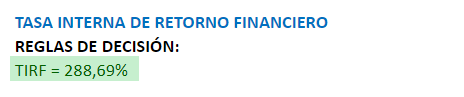 TASA INTERNA DE RETORNO FINANCIERO
REGLAS DE DECISIÓN:
TIRF = 288,69%